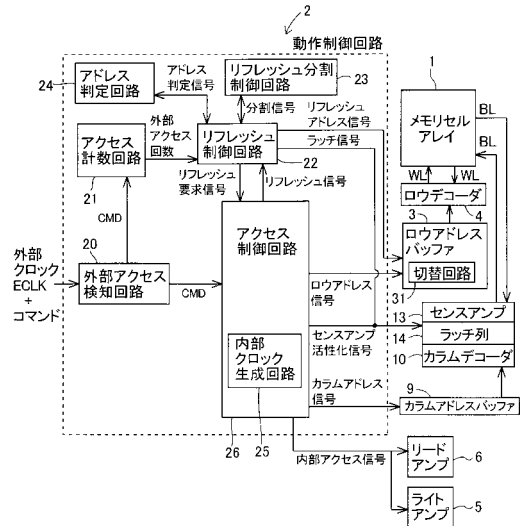 2
動作制御回路
24
アドレス
判定回路
アドレス
判定信号
リフレッシュ分割
制御回路
23
分割信号
アクセス
計数回路
21
外部
アクセス
回数
リフレッシュ
制御回路
22
リフレッシュ
アドレス信号
ラッチ信号
リフレッシュ
要求信号
リフレッシュ信号
CMD
20
外部アクセス
検知回路
外部
クロック
ECLK
+
コマンド
CMD
アクセス
制御回路
内部
クロック
生成回路
25
26
ロウアドレス
信号
センスアンプ
活性化信号
カラムアドレス
信号
内部アクセス信号
1
メモリセル
アレイ
BL
BL
WL
WL
ロウデコーダ
3
4
ロウアドレス
バッファ
切替回路
31
13
センスアンプ
14
ラッチ列
10
カラムデコーダ
9
カラムアドレスバッファ
リード
アンプ
6
ライト
アンプ
5